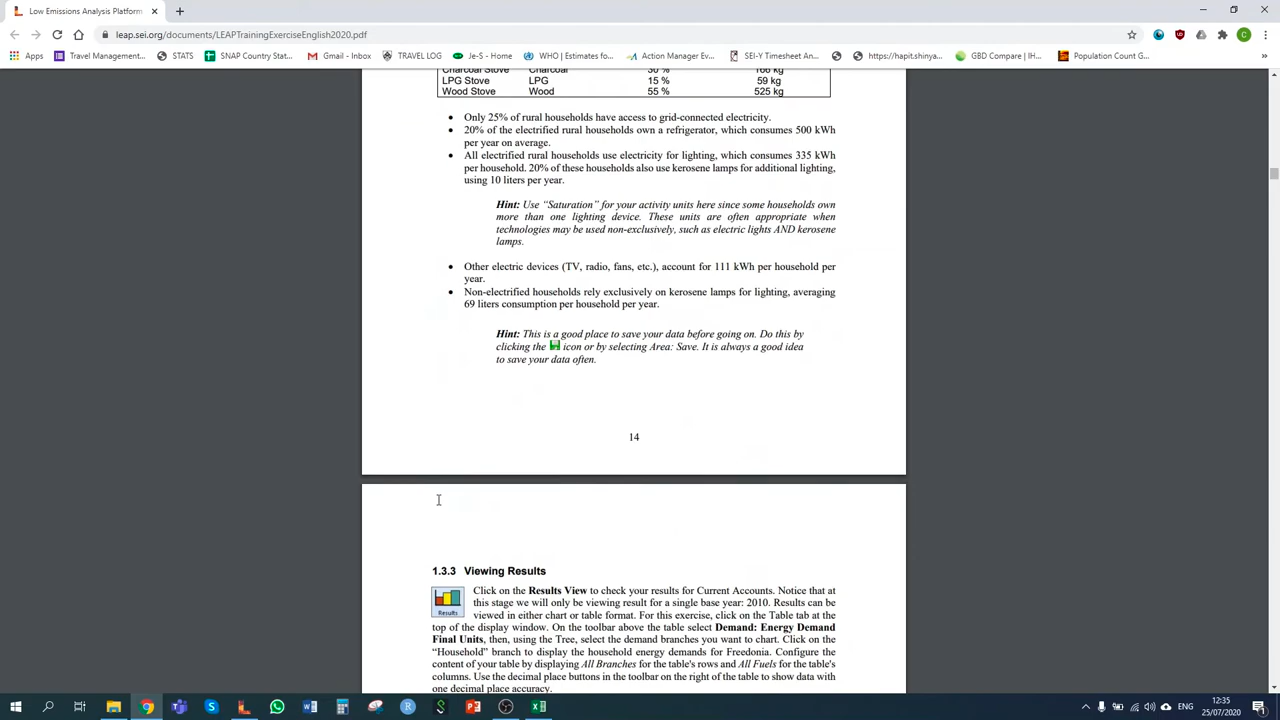 Low Emissions Analysis Platform
leap.sei.org/documents/LEAPTrainingExerciseEnglish2020.pdf
Apps
Travel Management...
STATS
SNAP Country Stat...
Gmail - Inbox
TRAVEL LOG
Je-S - Home
WHO | Estimates fo...
Action Manager Ev...
SEI-Y Timesheet An...
https://hapit.shinya...
GBD Compare | IH...
Population Count G...
Charcoal Stove Charcoal 30 % 166 kg
LPG Stove LPG 15 % 59 kg
Wood Stove Wood 55 % 525 kg
• Only 25% of rural households have access to grid-connected electricity.
• 20% of the electrified rural households own a refrigerator, which consumes 500 kWh
per year on average.
• All electrified rural households use electricity for lighting, which consumes 335 kWh
per household. 20% of these households also use kerosene lamps for additional lighting,
using 10 liters per year.
Hint: Use “Saturation” for your activity units here since some households own
more than one lighting device. These units are often appropriate when
technologies may be used non-exclusively, such as electric lights AND kerosene
lamps.
• Other electric devices (TV, radio, fans, etc.), account for 111 kWh per household per
year.
• Non-electrified households rely exclusively on kerosene lamps for lighting, averaging
69 liters consumption per household per year.
Hint: This is a good place to save your data before going on. Do this by
clicking the icon or by selecting Area: Save. It is always a good idea
to save your data often.
14
1.3.3 Viewing Results
Results
Click on the Results View to check your results for Current Accounts. Notice that at
this stage we will only be viewing result for a single base year: 2010. Results can be
viewed in either chart or table format. For this exercise, click on the Table tab at the
top of the display window. On the toolbar above the table select Demand: Energy Demand
Final Units, then, using the Tree, select the demand branches you want to chart. Click on the
“Household” branch to display the household energy demands for Freedonia. Configure the
content of your table by displaying All Branches for the table's rows and All Fuels for the table's
columns. Use the decimal place buttons in the toolbar on the right of the table to show data with
one decimal place accuracy.
ENG
12:35
25/07/2020